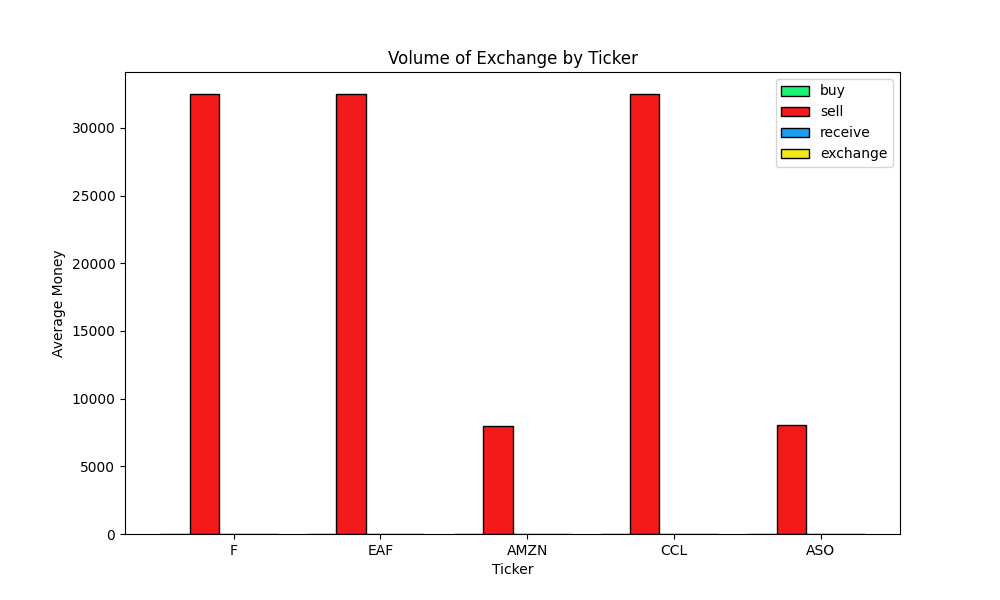 Volume of Exchange by Ticker
buy
sell
receive
exchange
30000
25000
20000
15000
10000
5000
0
Average Money
F EAF AMZN CCL ASO
Ticker